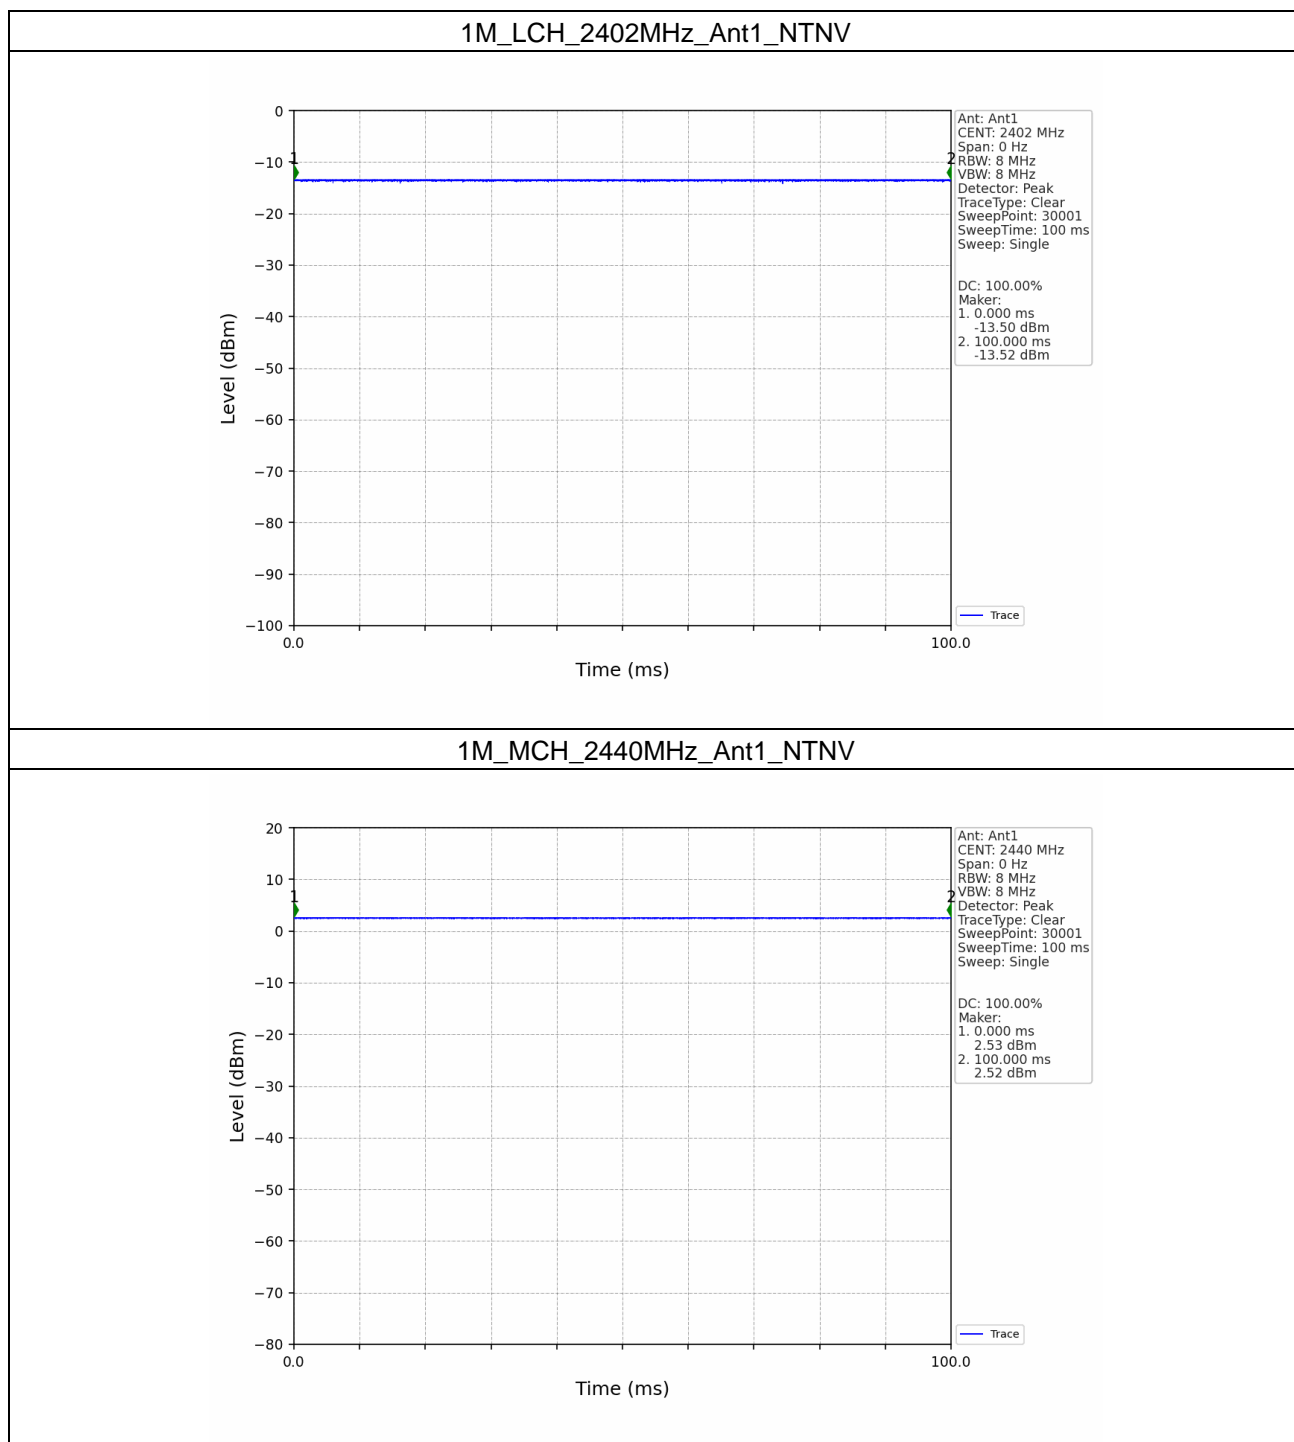 1M_LCH_2402MHz_Ant1_NTNV
0
−10
−20
−30
−40
−50
−60
−70
−80
−90
−100
Level (dBm)
1
2
0.0
100.0
Time (ms)
Ant: Ant1
CENT: 2402 MHz
Span: 0 Hz
RBW: 8 MHz
VBW: 8 MHz
Detector: Peak
TraceType: Clear
SweepPoint: 30001
SweepTime: 100 ms
Sweep: Single
DC: 100.00%
Maker:
1. 0.000 ms
-13.50 dBm
2. 100.000 ms
-13.52 dBm
Trace
1M_MCH_2440MHz_Ant1_NTNV
20
10
0
−10
−20
−30
−40
−50
−60
−70
−80
Level (dBm)
1
2
0.0
100.0
Time (ms)
Ant: Ant1
CENT: 2440 MHz
Span: 0 Hz
RBW: 8 MHz
VBW: 8 MHz
Detector: Peak
TraceType: Clear
SweepPoint: 30001
SweepTime: 100 ms
Sweep: Single
DC: 100.00%
Maker:
1. 0.000 ms
2.53 dBm
2. 100.000 ms
2.52 dBm
Trace